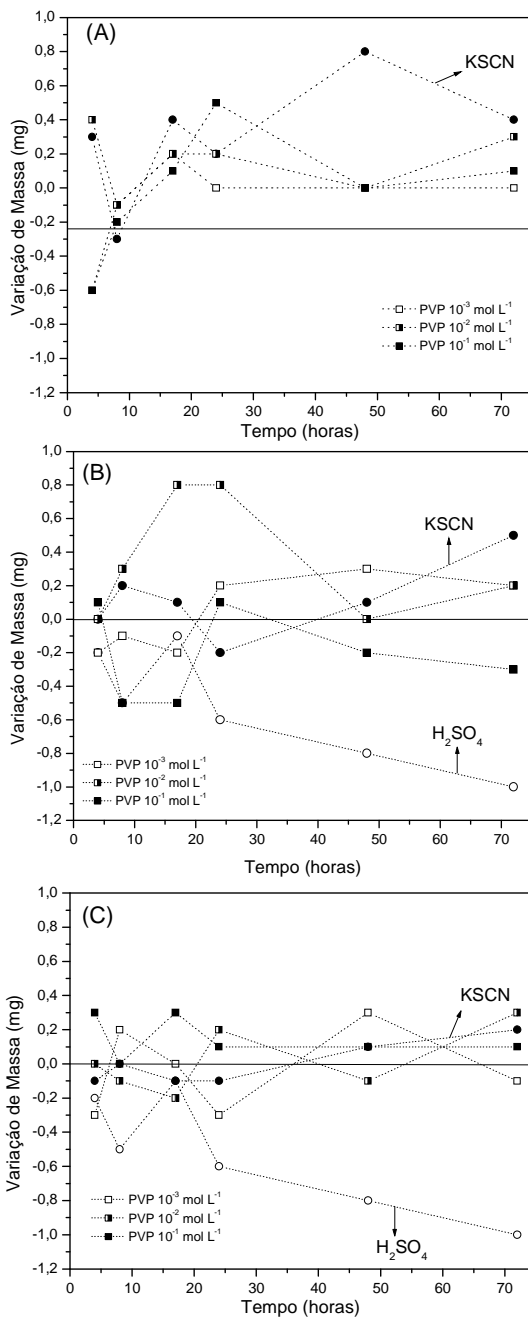 (A)
KSCN
1,0
0,8
0,6
0,4
0,2
0,0
-0,2
-0,4
-0,6
-0,8
-1,0
-1,2
Variação de Massa (mg)
PVP 10⁻³ mol L⁻¹
PVP 10⁻² mol L⁻¹
PVP 10⁻¹ mol L⁻¹
0 10 20 30 40 50 60 70
Tempo (horas)
(B)
KSCN
1,0
0,8
0,6
0,4
0,2
0,0
-0,2
-0,4
-0,6
-0,8
-1,0
-1,2
Variação de Massa (mg)
H₂SO₄
PVP 10⁻³ mol L⁻¹
PVP 10⁻² mol L⁻¹
PVP 10⁻¹ mol L⁻¹
0 10 20 30 40 50 60 70
Tempo (horas)
(C)
KSCN
1,0
0,8
0,6
0,4
0,2
0,0
-0,2
-0,4
-0,6
-0,8
-1,0
-1,2
Variação de Massa (mg)
PVP 10⁻³ mol L⁻¹
PVP 10⁻² mol L⁻¹
PVP 10⁻¹ mol L⁻¹
H₂SO₄
0 10 20 30 40 50 60 70
Tempo (horas)